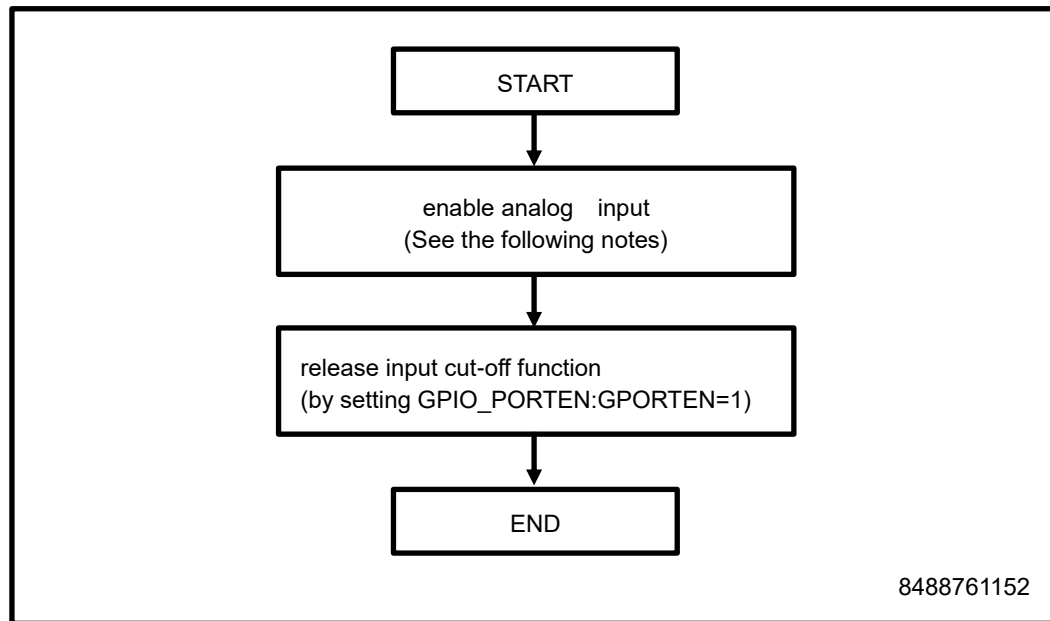 START
enable analog input
(See the following notes)
release input cut-off function
(by setting GPIO_PORTEN:GPORTEN=1)
END
8488761152